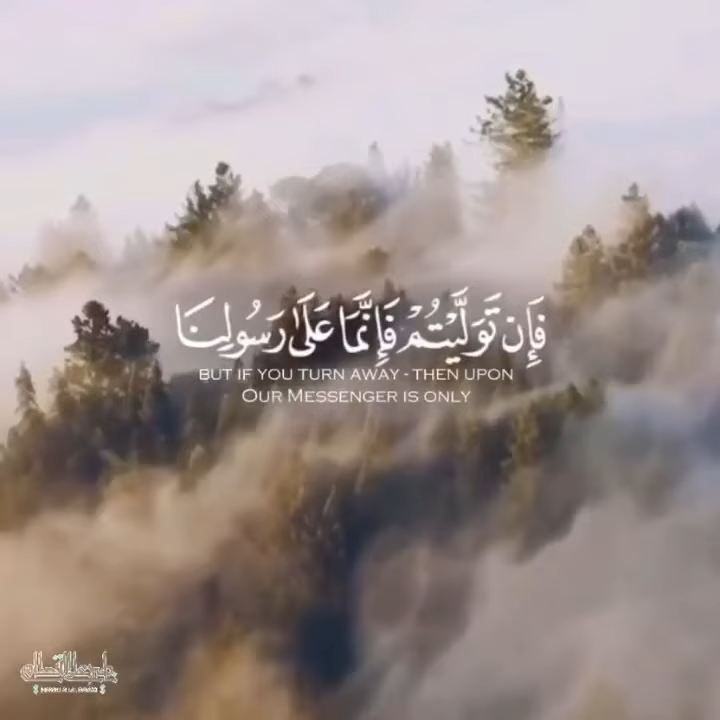 فَإِن تَوَلَّيْتُمْ فَإِنَّمَا عَلَىٰ رَسُولِنَا
BUT IF YOU TURN AWAY - THEN UPON
OUR MESSENGER IS ONLY